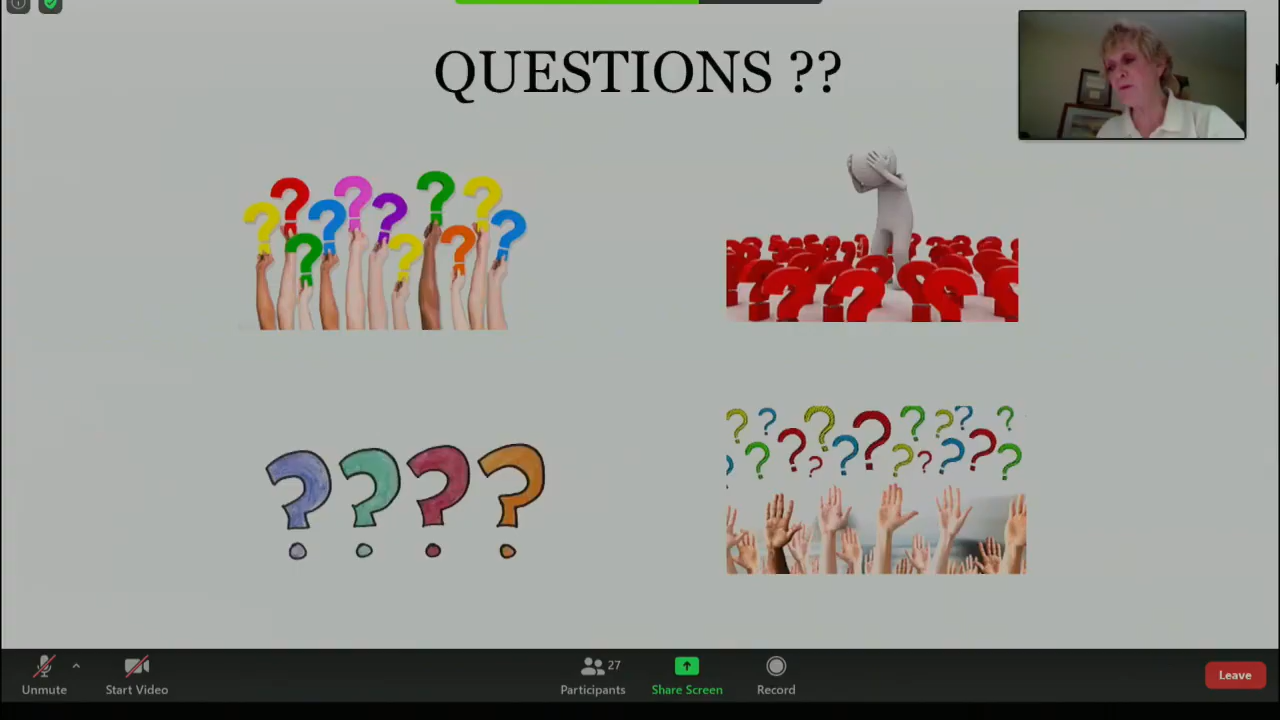 QUESTIONS ??
Unmute
Start Video
27
Participants
Share Screen
Record
Leave